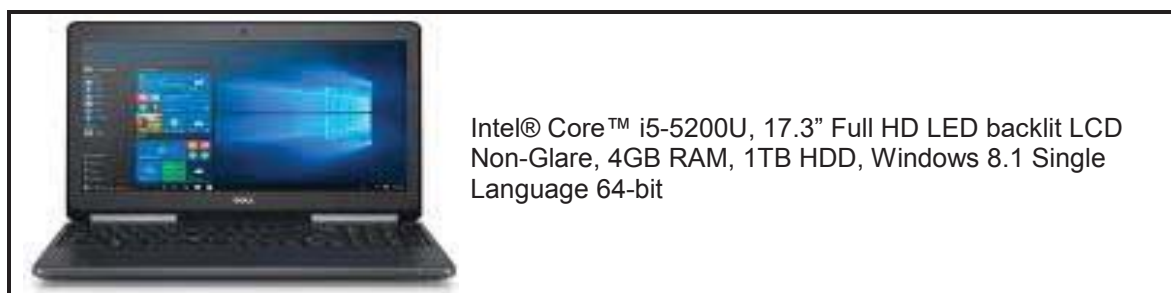 DELL
Intel® Core™ i5-5200U, 17.3” Full HD LED backlit LCD
Non-Glare, 4GB RAM, 1TB HDD, Windows 8.1 Single
Language 64-bit